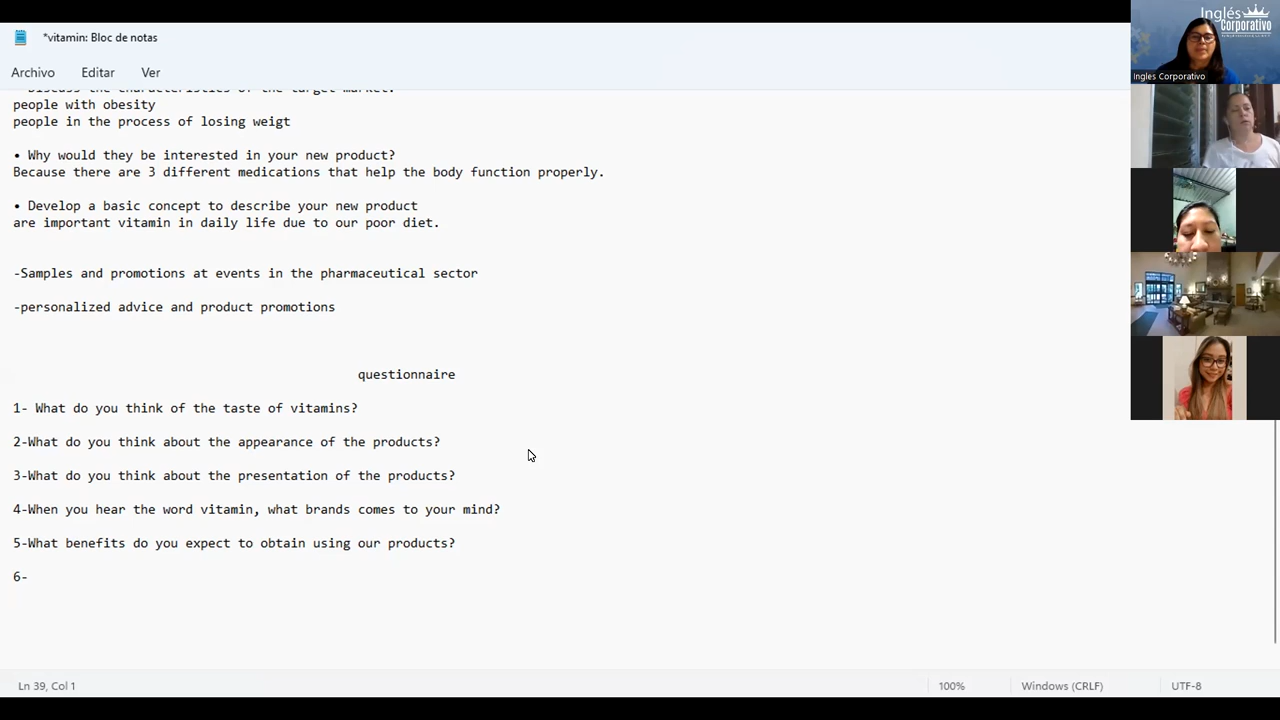 *vitamin: Bloc de notas
Archivo
Editar
Ver
- Discuss the characteristics of the target market.
people with obesity
people in the process of losing weigt
• Why would they be interested in your new product?
Because there are 3 different medications that help the body function properly.
• Develop a basic concept to describe your new product
are important vitamin in daily life due to our poor diet.
-Samples and promotions at events in the pharmaceutical sector
-personalized advice and product promotions
questionnaire
1- What do you think of the taste of vitamins?
2-What do you think about the appearance of the products?
3-What do you think about the presentation of the products?
4-When you hear the word vitamin, what brands comes to your mind?
5-What benefits do you expect to obtain using our products?
6-
Ln 39, Col 1
100%
Windows (CRLF)
UTF-8
Inglés
Corporativo
Ingles Corporativo